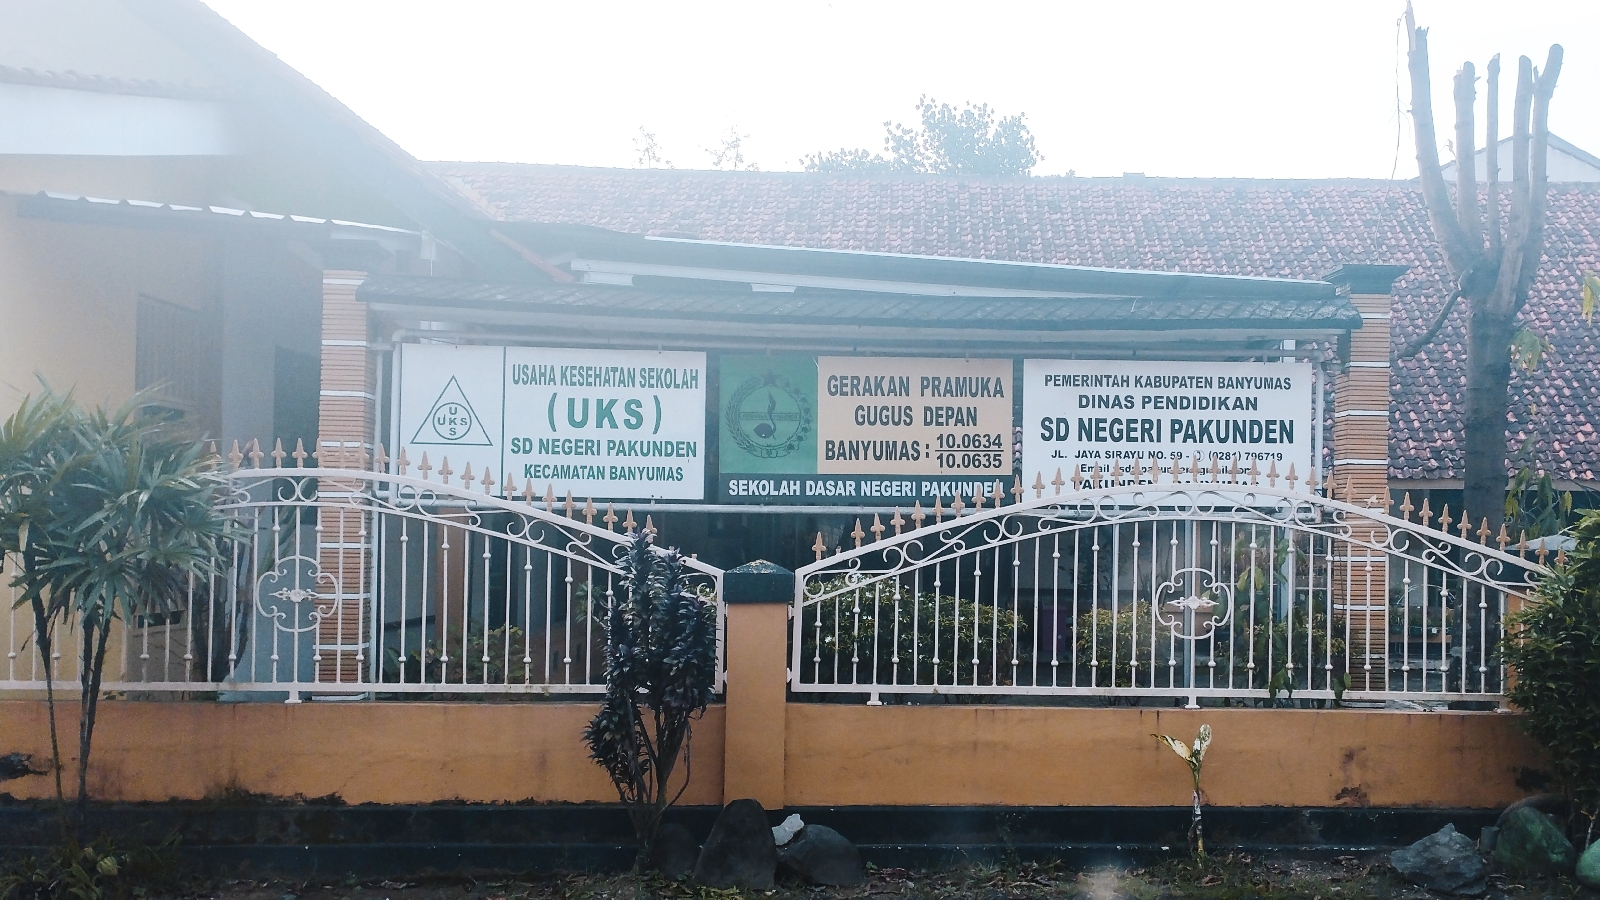 U
UKS
S
USAHA KESEHATAN SEKOLAH
( UKS )
SD NEGERI PAKUNDEN
KECAMATAN BANYUMAS
GERAKAN PRAMUKA
GUGUS DEPAN
BANYUMAS : 10.0634
10.0635
SEKOLAH DASAR NEGERI PAKUNDEN
PEMERINTAH KABUPATEN BANYUMAS
DINAS PENDIDIKAN
SD NEGERI PAKUNDEN
JL. JAYA SIRAYU NO. 59 - (0281) 796719
Email
PAKUNDEN